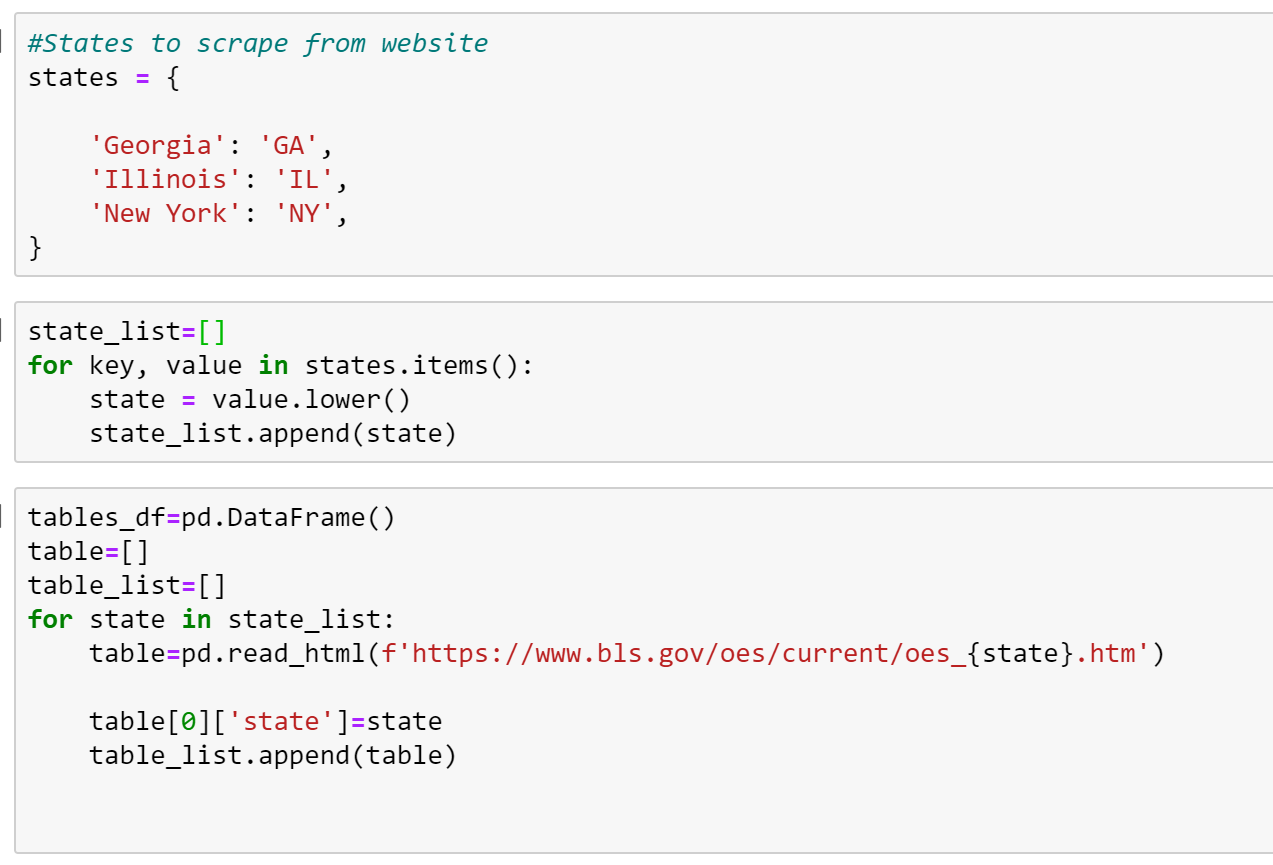 #States to scrape from website
states = {
    'Georgia': 'GA',
    'Illinois': 'IL',
    'New York': 'NY',
}
state_list=[]
for key, value in states.items():
    state = value.lower()
    state_list.append(state)
tables_df=pd.DataFrame()
table=[]
table_list=[]
for state in state_list:
    table=pd.read_html(f'https://www.bls.gov/oes/current/oes_{state}.htm')
    table[0]['state']=state
    table_list.append(table)